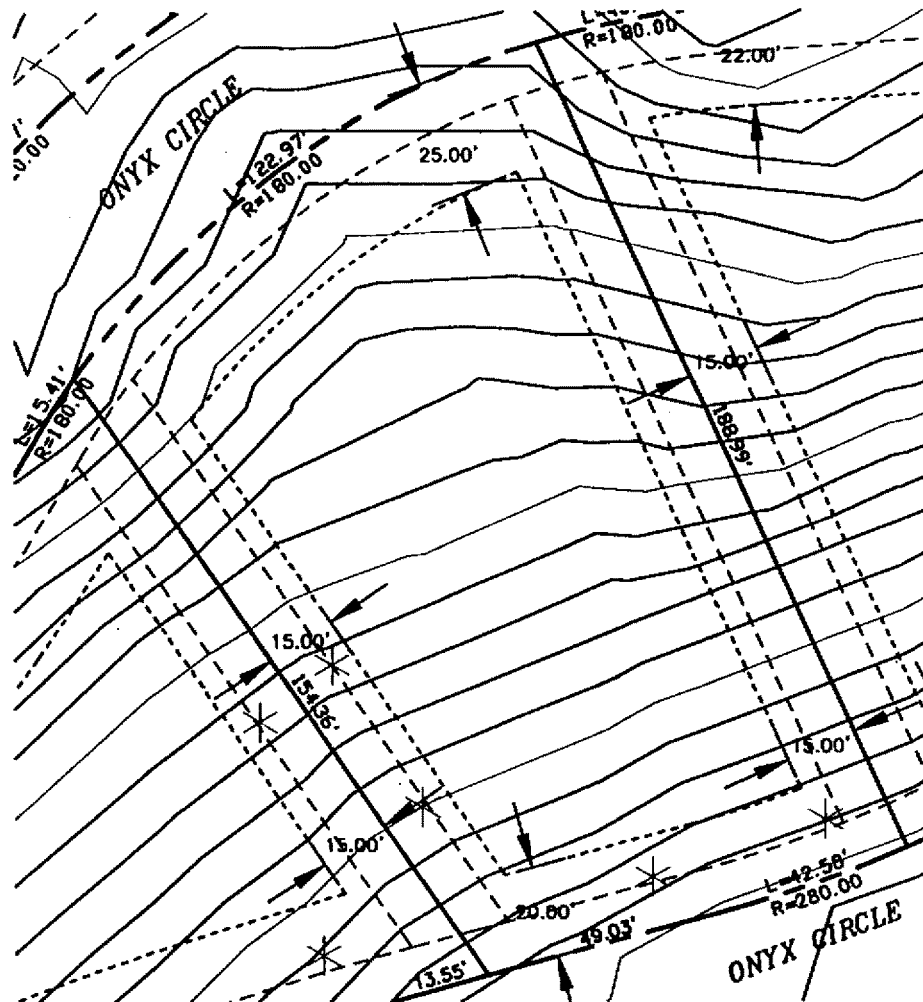 R=180.00
22.00'
ONYX CIRCLE
L=122.97'
R=180.00
25.00'
15.00'
188.99'
L=15.41'
R=180.00
15.00'
154.36'
15.00'
15.00'
20.00'
49.03'
13.55'
L=42.58'
R=280.00
ONYX CIRCLE